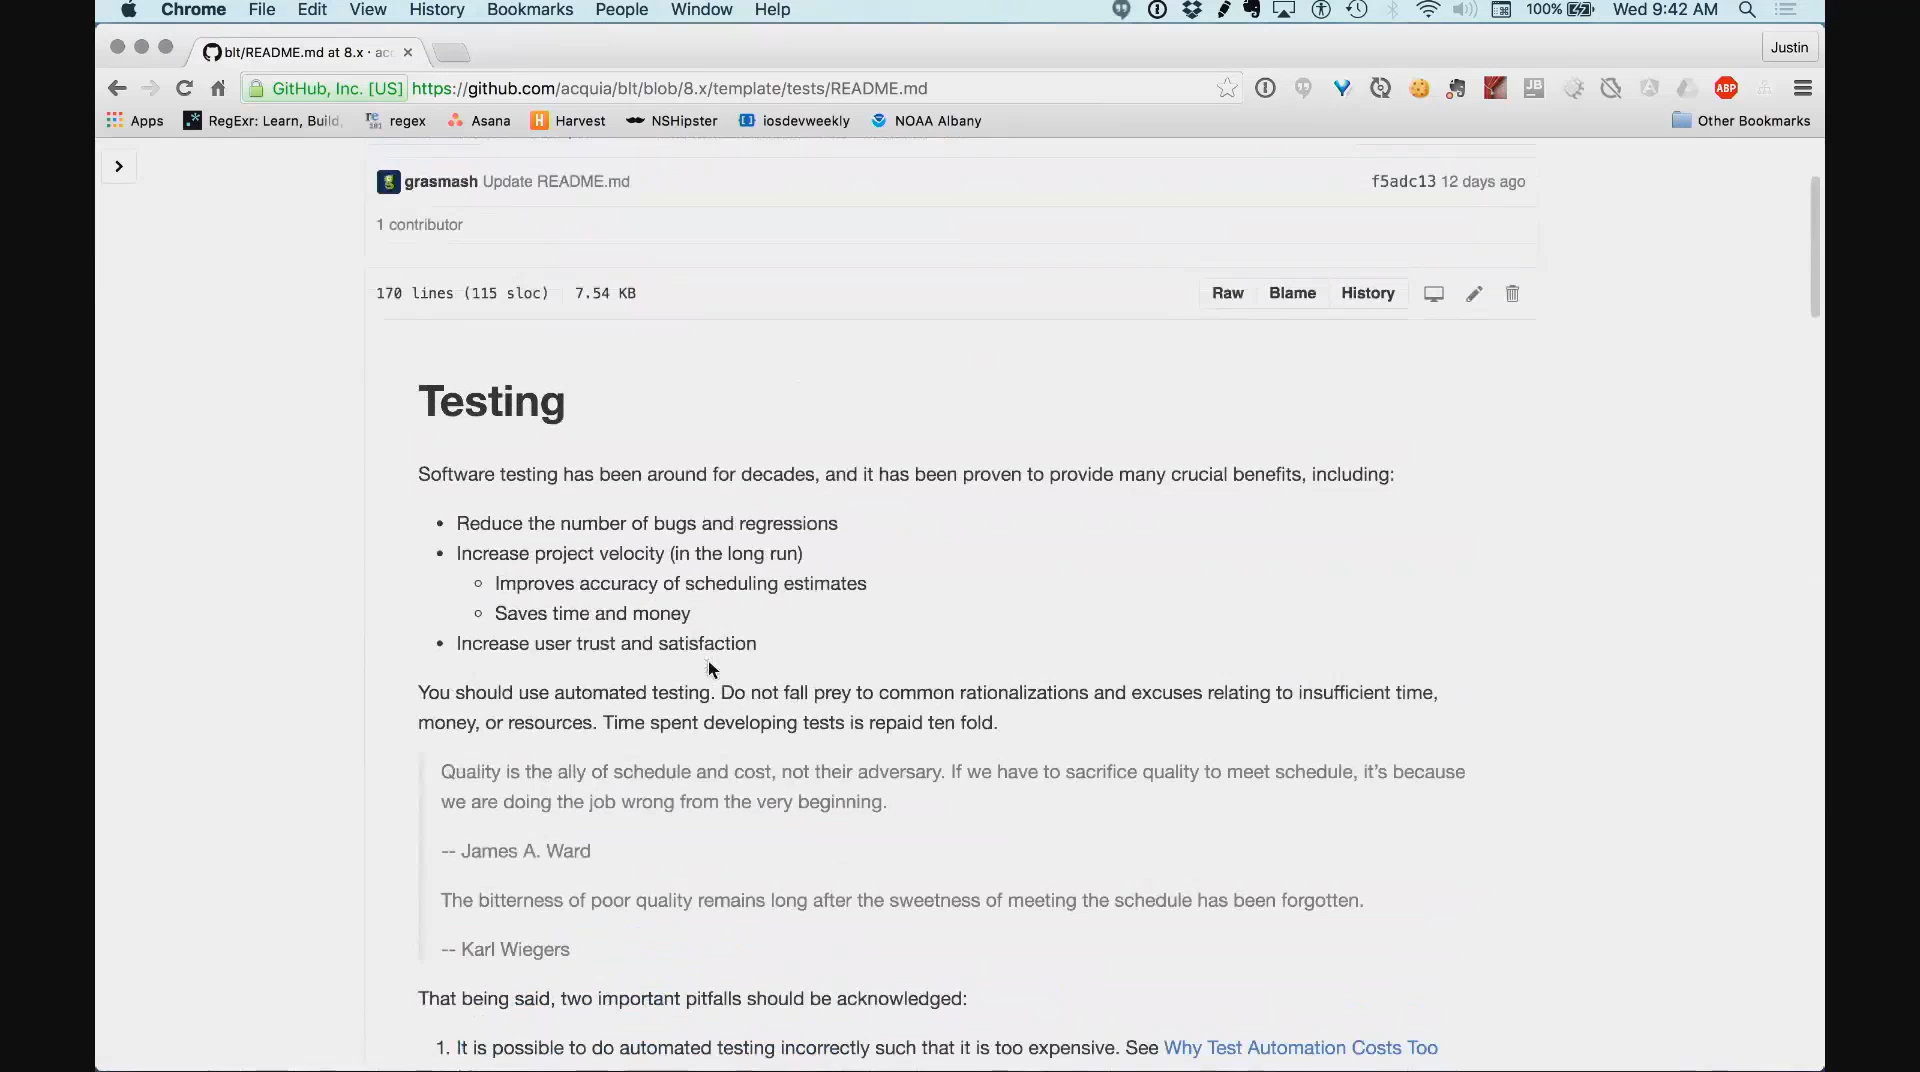 Chrome File Edit View History Bookmarks People Window Help 100% Wed 9:42 AM
blt/README.md at 8.x · ac
Justin
GitHub, Inc. [US] https://github.com/acquia/blt/blob/8.x/template/tests/README.md
ABP
Apps RegExr: Learn, Build, regex Asana Harvest NSHipster iosdevweekly NOAA Albany Other Bookmarks
grasmash Update README.md f5adc13 12 days ago
1 contributor
170 lines (115 sloc) 7.54 KB Raw Blame History
Testing
Software testing has been around for decades, and it has been proven to provide many crucial benefits, including:
• Reduce the number of bugs and regressions
• Increase project velocity (in the long run)
◦ Improves accuracy of scheduling estimates
◦ Saves time and money
• Increase user trust and satisfaction
You should use automated testing. Do not fall prey to common rationalizations and excuses relating to insufficient time,
money, or resources. Time spent developing tests is repaid ten fold.
Quality is the ally of schedule and cost, not their adversary. If we have to sacrifice quality to meet schedule, it’s because
we are doing the job wrong from the very beginning.
-- James A. Ward
The bitterness of poor quality remains long after the sweetness of meeting the schedule has been forgotten.
-- Karl Wiegers
That being said, two important pitfalls should be acknowledged:
1. It is possible to do automated testing incorrectly such that it is too expensive. See Why Test Automation Costs Too